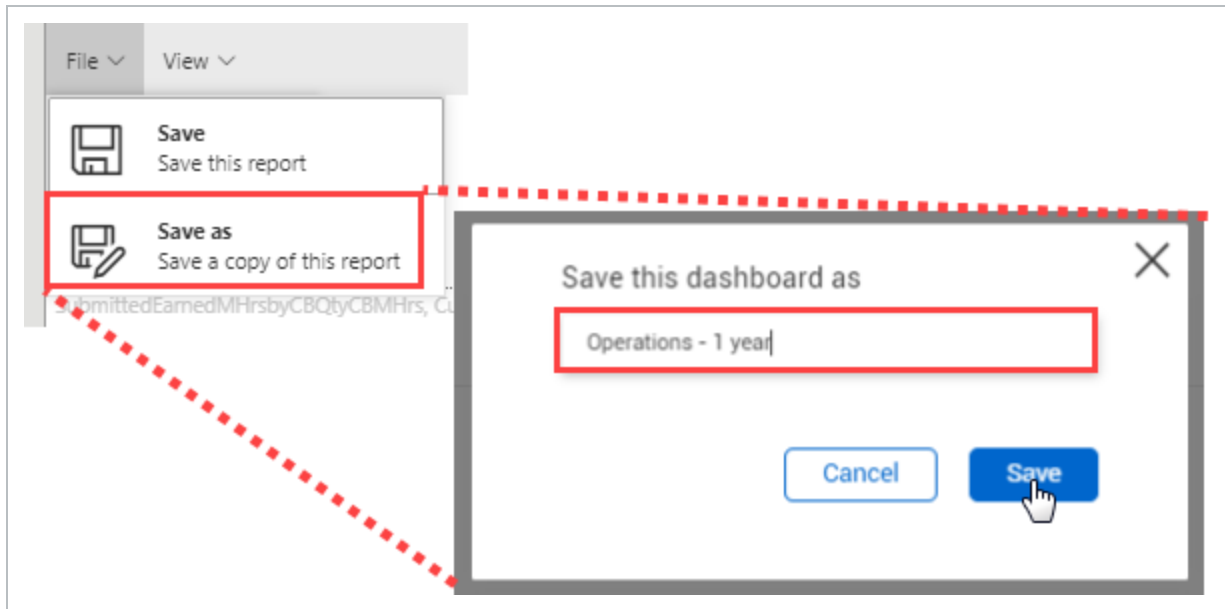 File View
Save
Save this report
Save as
Save a copy of this report
SubmittedEarnedMHrsbyCBQtyCBMHrs,
Save this dashboard as
Operations - 1 year
Cancel Save